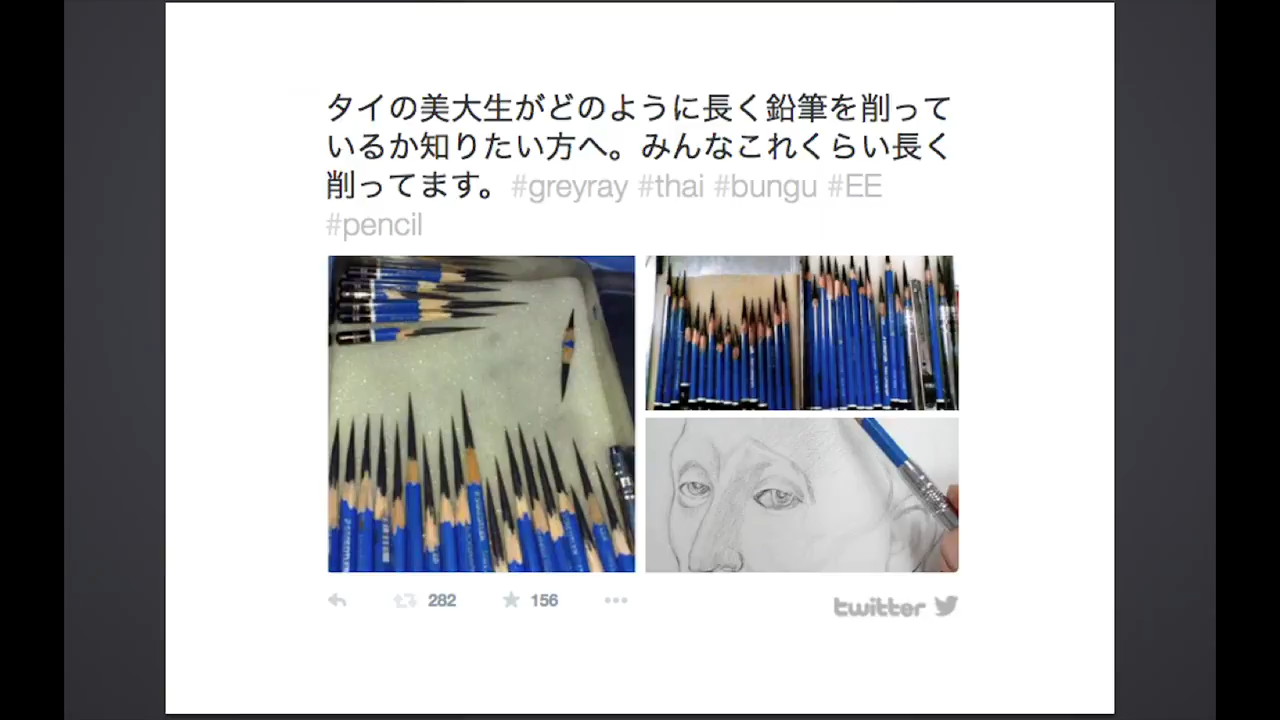 タイの美大生がどのように長く鉛筆を削って
いるか知りたい方へ。みんなこれくらい長く
削ってます。 #greyray #thai #bungu #EE
#pencil
282 156
twitter